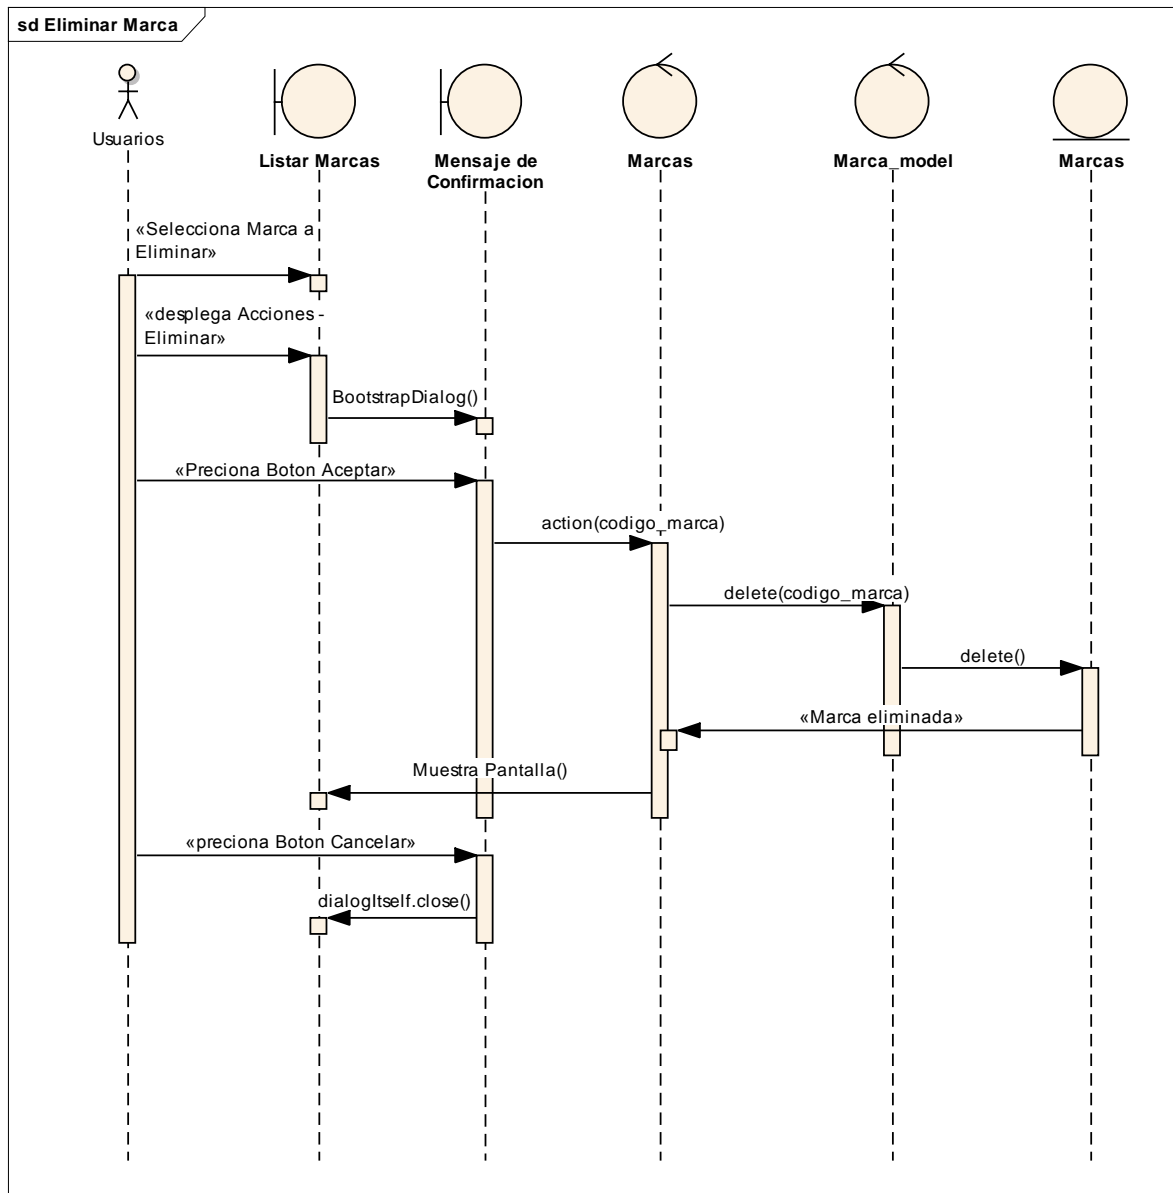 sd Eliminar Marca
Usuarios
Listar Marcas
Mensaje de
Confirmacion
Marcas
Marca_model
Marcas
«Selecciona Marca a
Eliminar»
«desplega Acciones -
Eliminar»
BootstrapDialog()
«Preciona Boton Aceptar»
action(codigo_marca)
delete(codigo_marca)
delete()
«Marca eliminada»
Muestra Pantalla()
«preciona Boton Cancelar»
dialogItself.close()